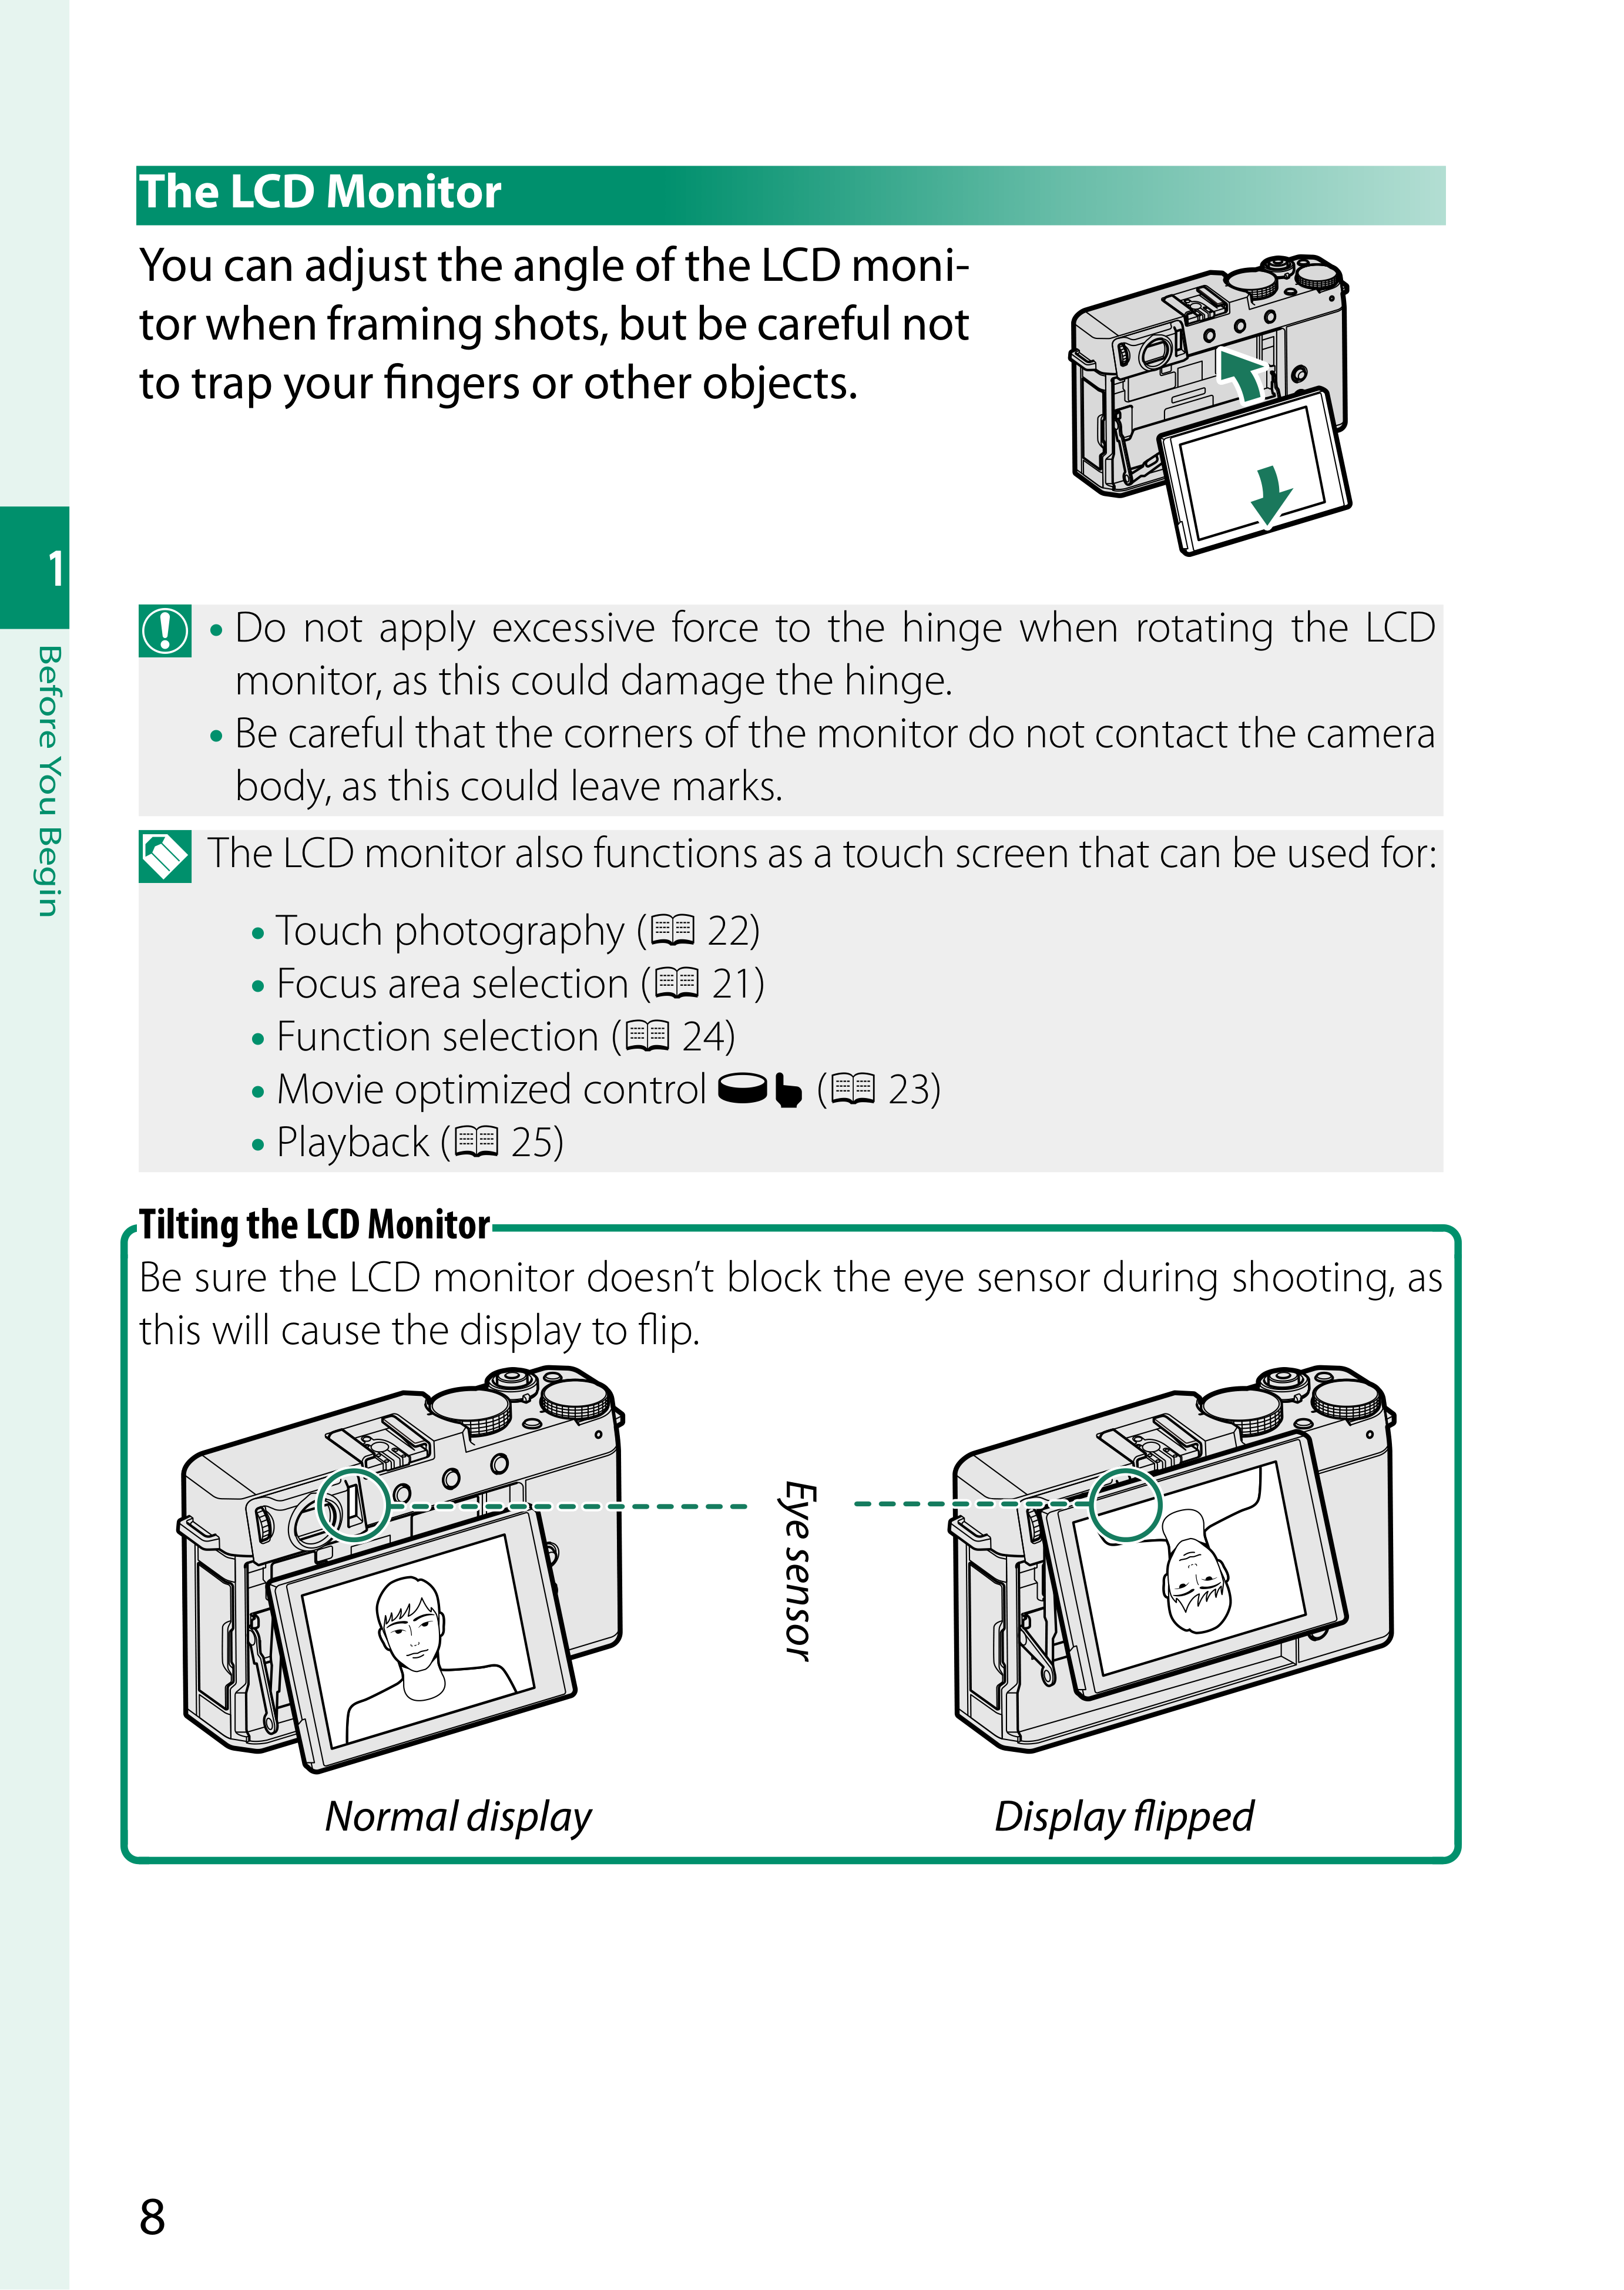 The LCD Monitor
You can adjust the angle of the LCD moni-
tor when framing shots, but be careful not
to trap your fingers or other objects.
1
Before You Begin
• Do not apply excessive force to the hinge when rotating the LCD
monitor, as this could damage the hinge.
• Be careful that the corners of the monitor do not contact the camera
body, as this could leave marks.
The LCD monitor also functions as a touch screen that can be used for:
• Touch photography (📖 22)
• Focus area selection (📖 21)
• Function selection (📖 24)
• Movie optimized control (📖 23)
• Playback (📖 25)
Tilting the LCD Monitor
Be sure the LCD monitor doesn’t block the eye sensor during shooting, as
this will cause the display to flip.
Eye sensor
Normal display
Display flipped
8